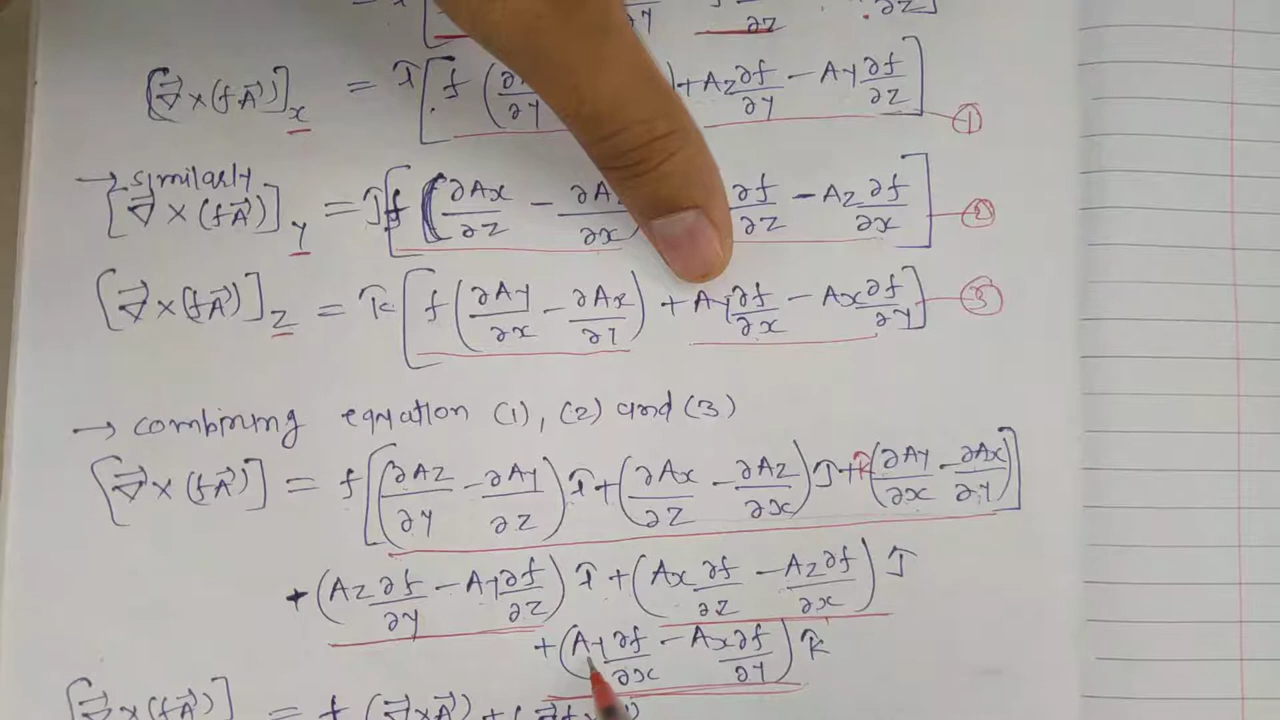 [∇⃗ × (fA⃗)]x = î [f (∂ ∂y + Az ∂f/∂y − Ay ∂f/∂z] — ①
→ similarly
[∇⃗ × (fA⃗)]y = ĵ [f (∂Ax/∂z − ∂A /∂x) ∂f/∂z − Az ∂f/∂x] — ②
[∇⃗ × (fA⃗)]z = k̂ [f (∂Ay/∂x − ∂Ax/∂y) + Ay ∂f/∂x − Ax ∂f/∂y] — ③
→ combining equation (1), (2) and (3)
[∇⃗ × (fA⃗)] = f [(∂Az/∂y − ∂Ay/∂z) î + (∂Ax/∂z − ∂Az/∂x) ĵ + k̂ (∂Ay/∂x − ∂Ax/∂y)]
+ (Az ∂f/∂y − Ay ∂f/∂z) î + (Ax ∂f/∂z − Az ∂f/∂x) ĵ
+ (Ay ∂f/∂x − Ax ∂f/∂y) k̂
[∇⃗ × (fA⃗)] = f (∇⃗ × A⃗) + (∇⃗f ×